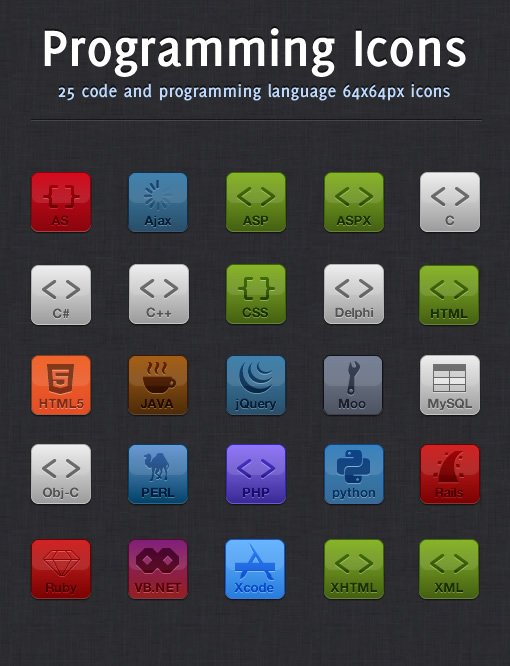 Programming Icons
25 code and programming language 64x64px icons
AS Ajax ASP ASPX C
C# C++ CSS Delphi HTML
HTML5 JAVA jQuery Moo MySQL
Obj-C PERL PHP python Rails
Ruby VB.NET Xcode XHTML XML